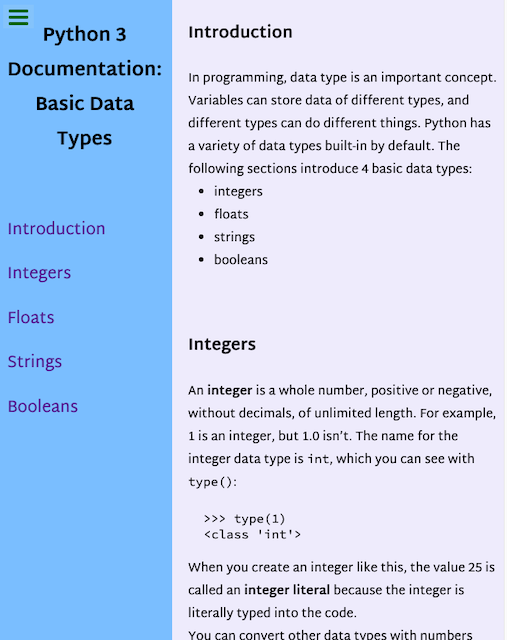 Python 3
Documentation:
Basic Data
Types
Introduction
Integers
Floats
Strings
Booleans
Introduction
In programming, data type is an important concept.
Variables can store data of different types, and
different types can do different things. Python has
a variety of data types built-in by default. The
following sections introduce 4 basic data types:
• integers
• floats
• strings
• booleans
Integers
An integer is a whole number, positive or negative,
without decimals, of unlimited length. For example,
1 is an integer, but 1.0 isn’t. The name for the
integer data type is int, which you can see with
type():
>>> type(1)
<class 'int'>
When you create an integer like this, the value 25 is
called an integer literal because the integer is
literally typed into the code.
You can convert other data types with numbers